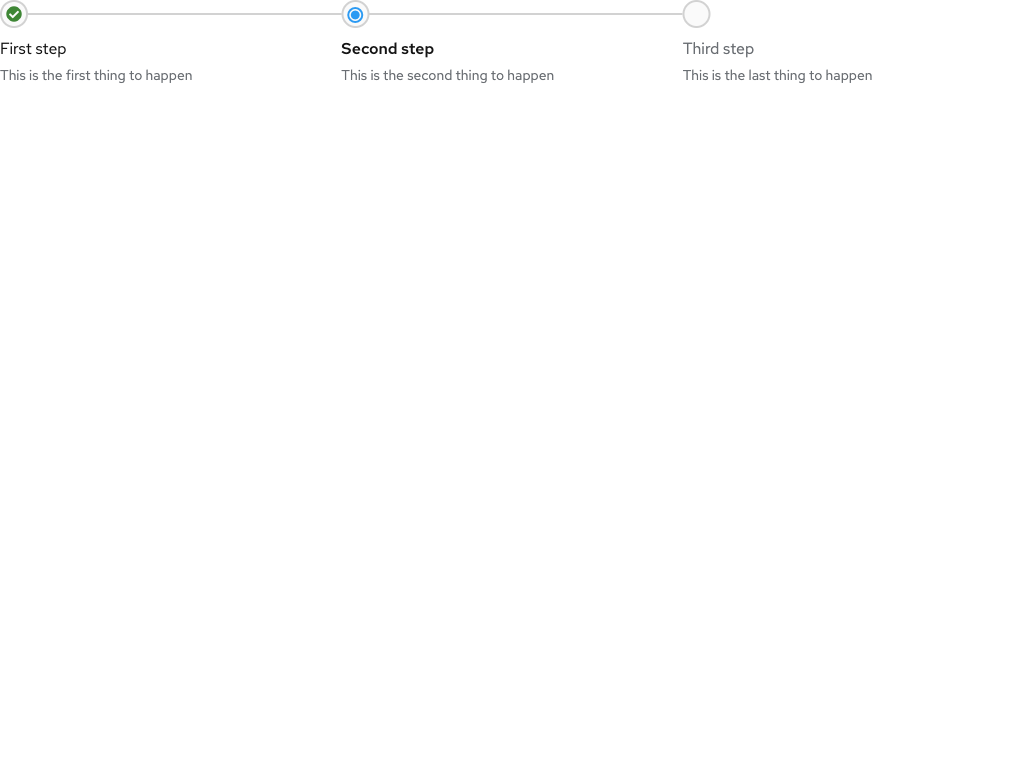 First step
This is the first thing to happen
Second step
This is the second thing to happen
Third step
This is the last thing to happen